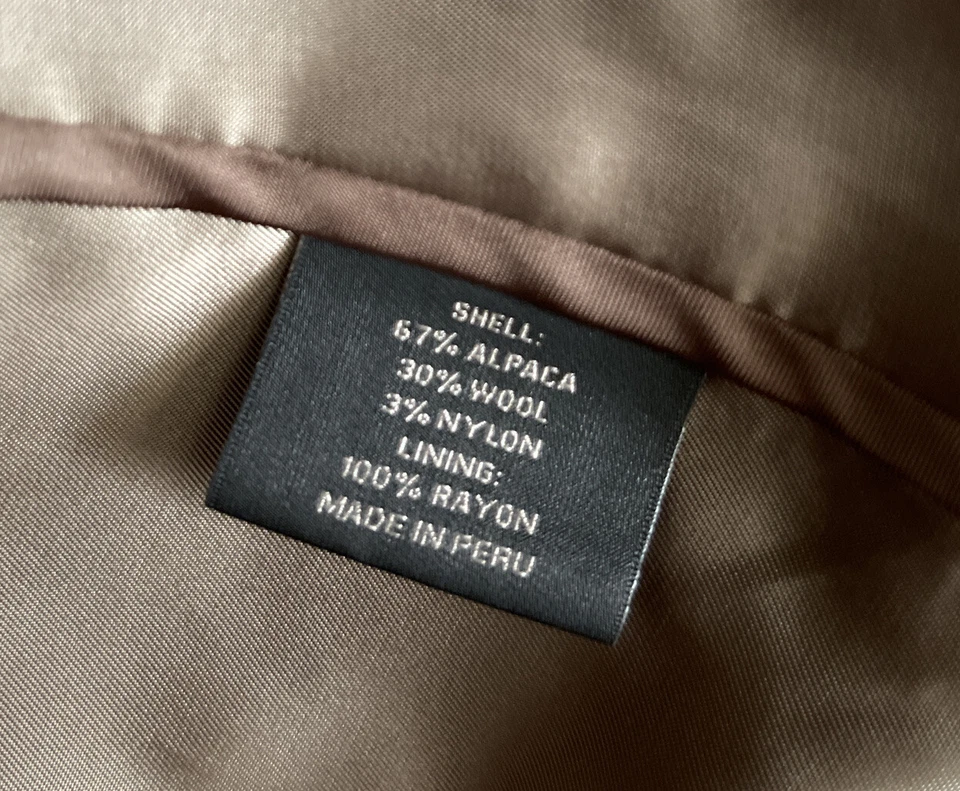 SHELL:
67% ALPACA
30% WOOL
3% NYLON
LINING:
100% RAYON
MADE IN PERU